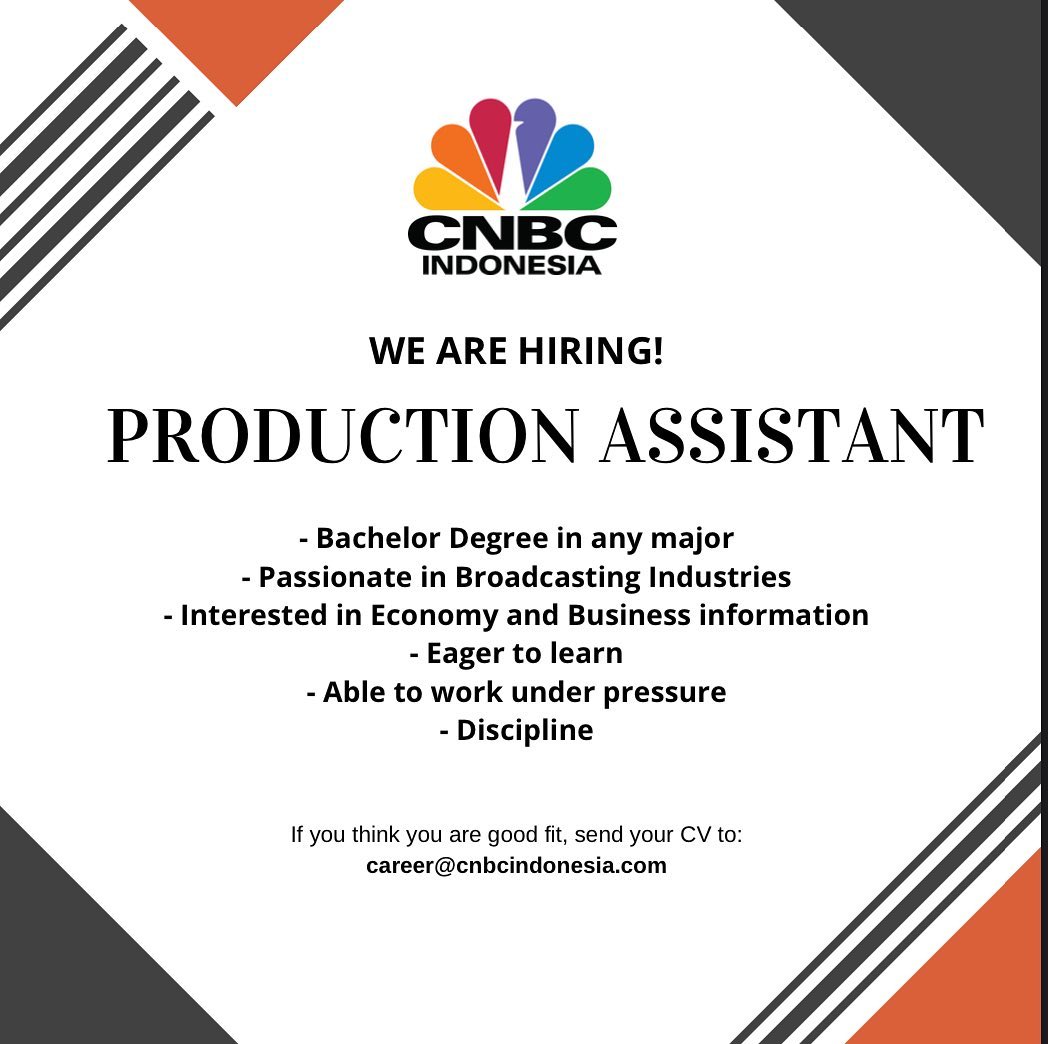 CNBC
INDONESIA
WE ARE HIRING!
PRODUCTION ASSISTANT
- Bachelor Degree in any major
- Passionate in Broadcasting Industries
- Interested in Economy and Business information
- Eager to learn
- Able to work under pressure
- Discipline
If you think you are good fit, send your CV to:
career@cnbcindonesia.com